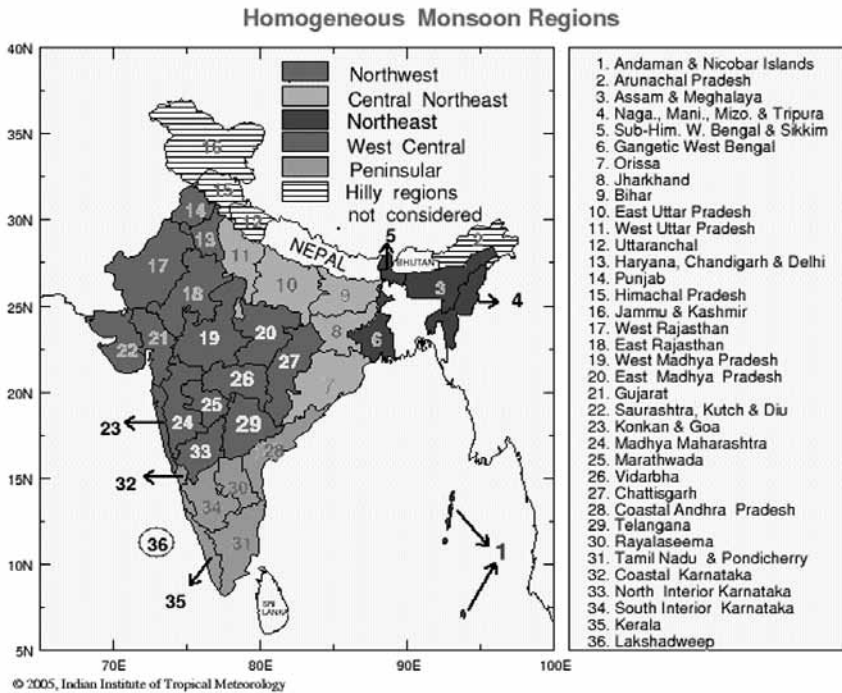 Homogeneous Monsoon Regions
40N
35N
30N
25N
20N
15N
10N
5N
70E
80E
90E
100E
Northwest
Central Northeast
Northeast
West Central
Peninsular
Hilly regions
not considered
16
15
14
12
13
11
17
18
10
9
NEPAL
5
BHUTAN
2
3
4
22
21
19
20
8
6
27
7
26
25
23
24
29
33
28
32
30
34
36
31
35
1
SRI
LANKA
1. Andaman & Nicobar Islands
2. Arunachal Pradesh
3. Assam & Meghalaya
4. Naga., Mani., Mizo. & Tripura
5. Sub-Him. W. Bengal & Sikkim
6. Gangetic West Bengal
7. Orissa
8. Jharkhand
9. Bihar
10. East Uttar Pradesh
11. West Uttar Pradesh
12. Uttaranchal
13. Haryana, Chandigarh & Delhi
14. Punjab
15. Himachal Pradesh
16. Jammu & Kashmir
17. West Rajasthan
18. East Rajasthan
19. West Madhya Pradesh
20. East Madhya Pradesh
21. Gujarat
22. Saurashtra, Kutch & Diu
23. Konkan & Goa
24. Madhya Maharashtra
25. Marathwada
26. Vidarbha
27. Chattisgarh
28. Coastal Andhra Pradesh
29. Telangana
30. Rayalaseema
31. Tamil Nadu & Pondicherry
32. Coastal Karnataka
33. North Interior Karnataka
34. South Interior Karnataka
35. Kerala
36. Lakshadweep
© 2005, Indian Institute of Tropical Meteorology